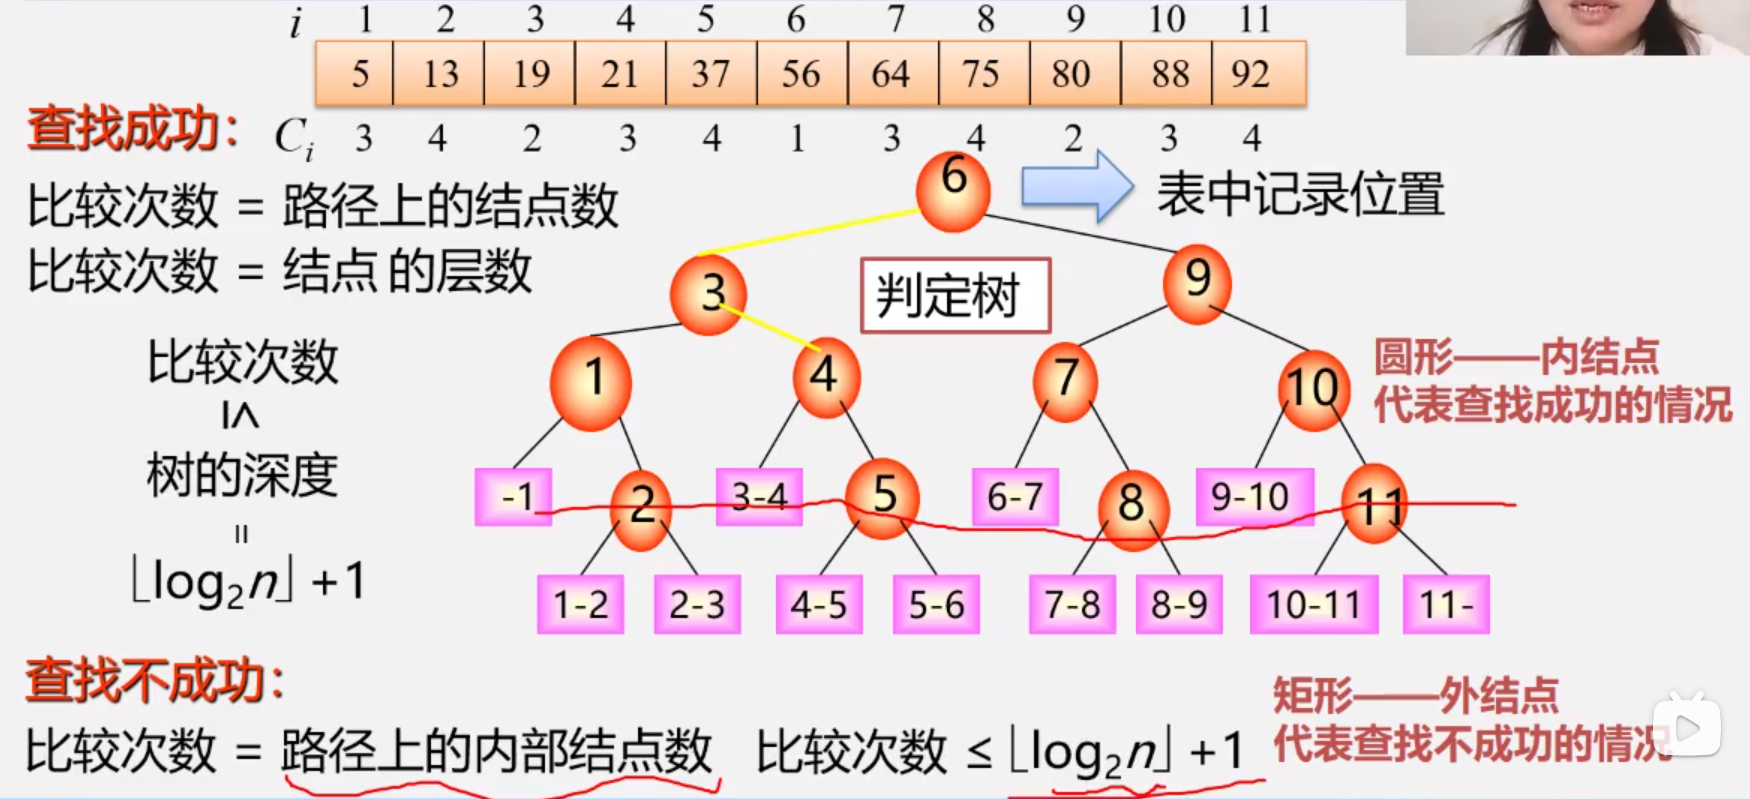 i 1 2 3 4 5 6 7 8 9 10 11
5 13 19 21 37 56 64 75 80 88 92
查找成功： Ci 3 4 2 3 4 1 3 4 2 3 4
比较次数 = 路径上的结点数
比较次数 = 结点 的层数
6
表中记录位置
3
判定树
9
1
4
7
10
圆形——内结点
代表查找成功的情况
比较次数
≤
树的深度
=
⌊log2n⌋ +1
-1
2
3-4
5
6-7
8
9-10
11
1-2
2-3
4-5
5-6
7-8
8-9
10-11
11-
查找不成功：
比较次数 = 路径上的内部结点数
比较次数 ≤ ⌊log2n⌋ +1
矩形——外结点
代表查找不成功的情况